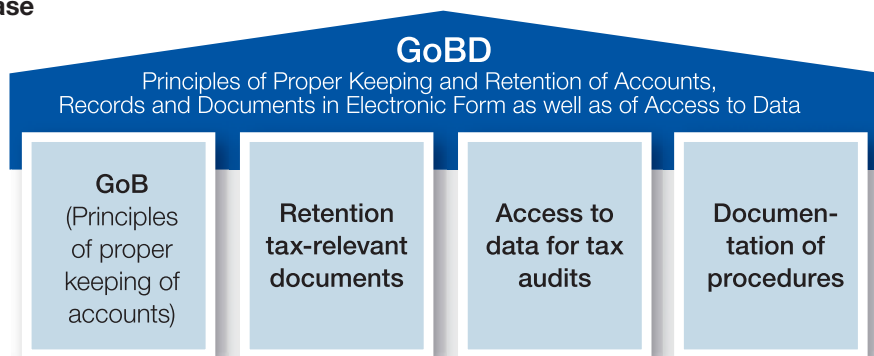 ase
GoBD
Principles of Proper Keeping and Retention of Accounts,
Records and Documents in Electronic Form as well as of Access to Data
GoB
(Principles
of proper
keeping of
accounts)
Retention
tax-relevant
documents
Access to
data for tax
audits
Documen-
tation of
procedures